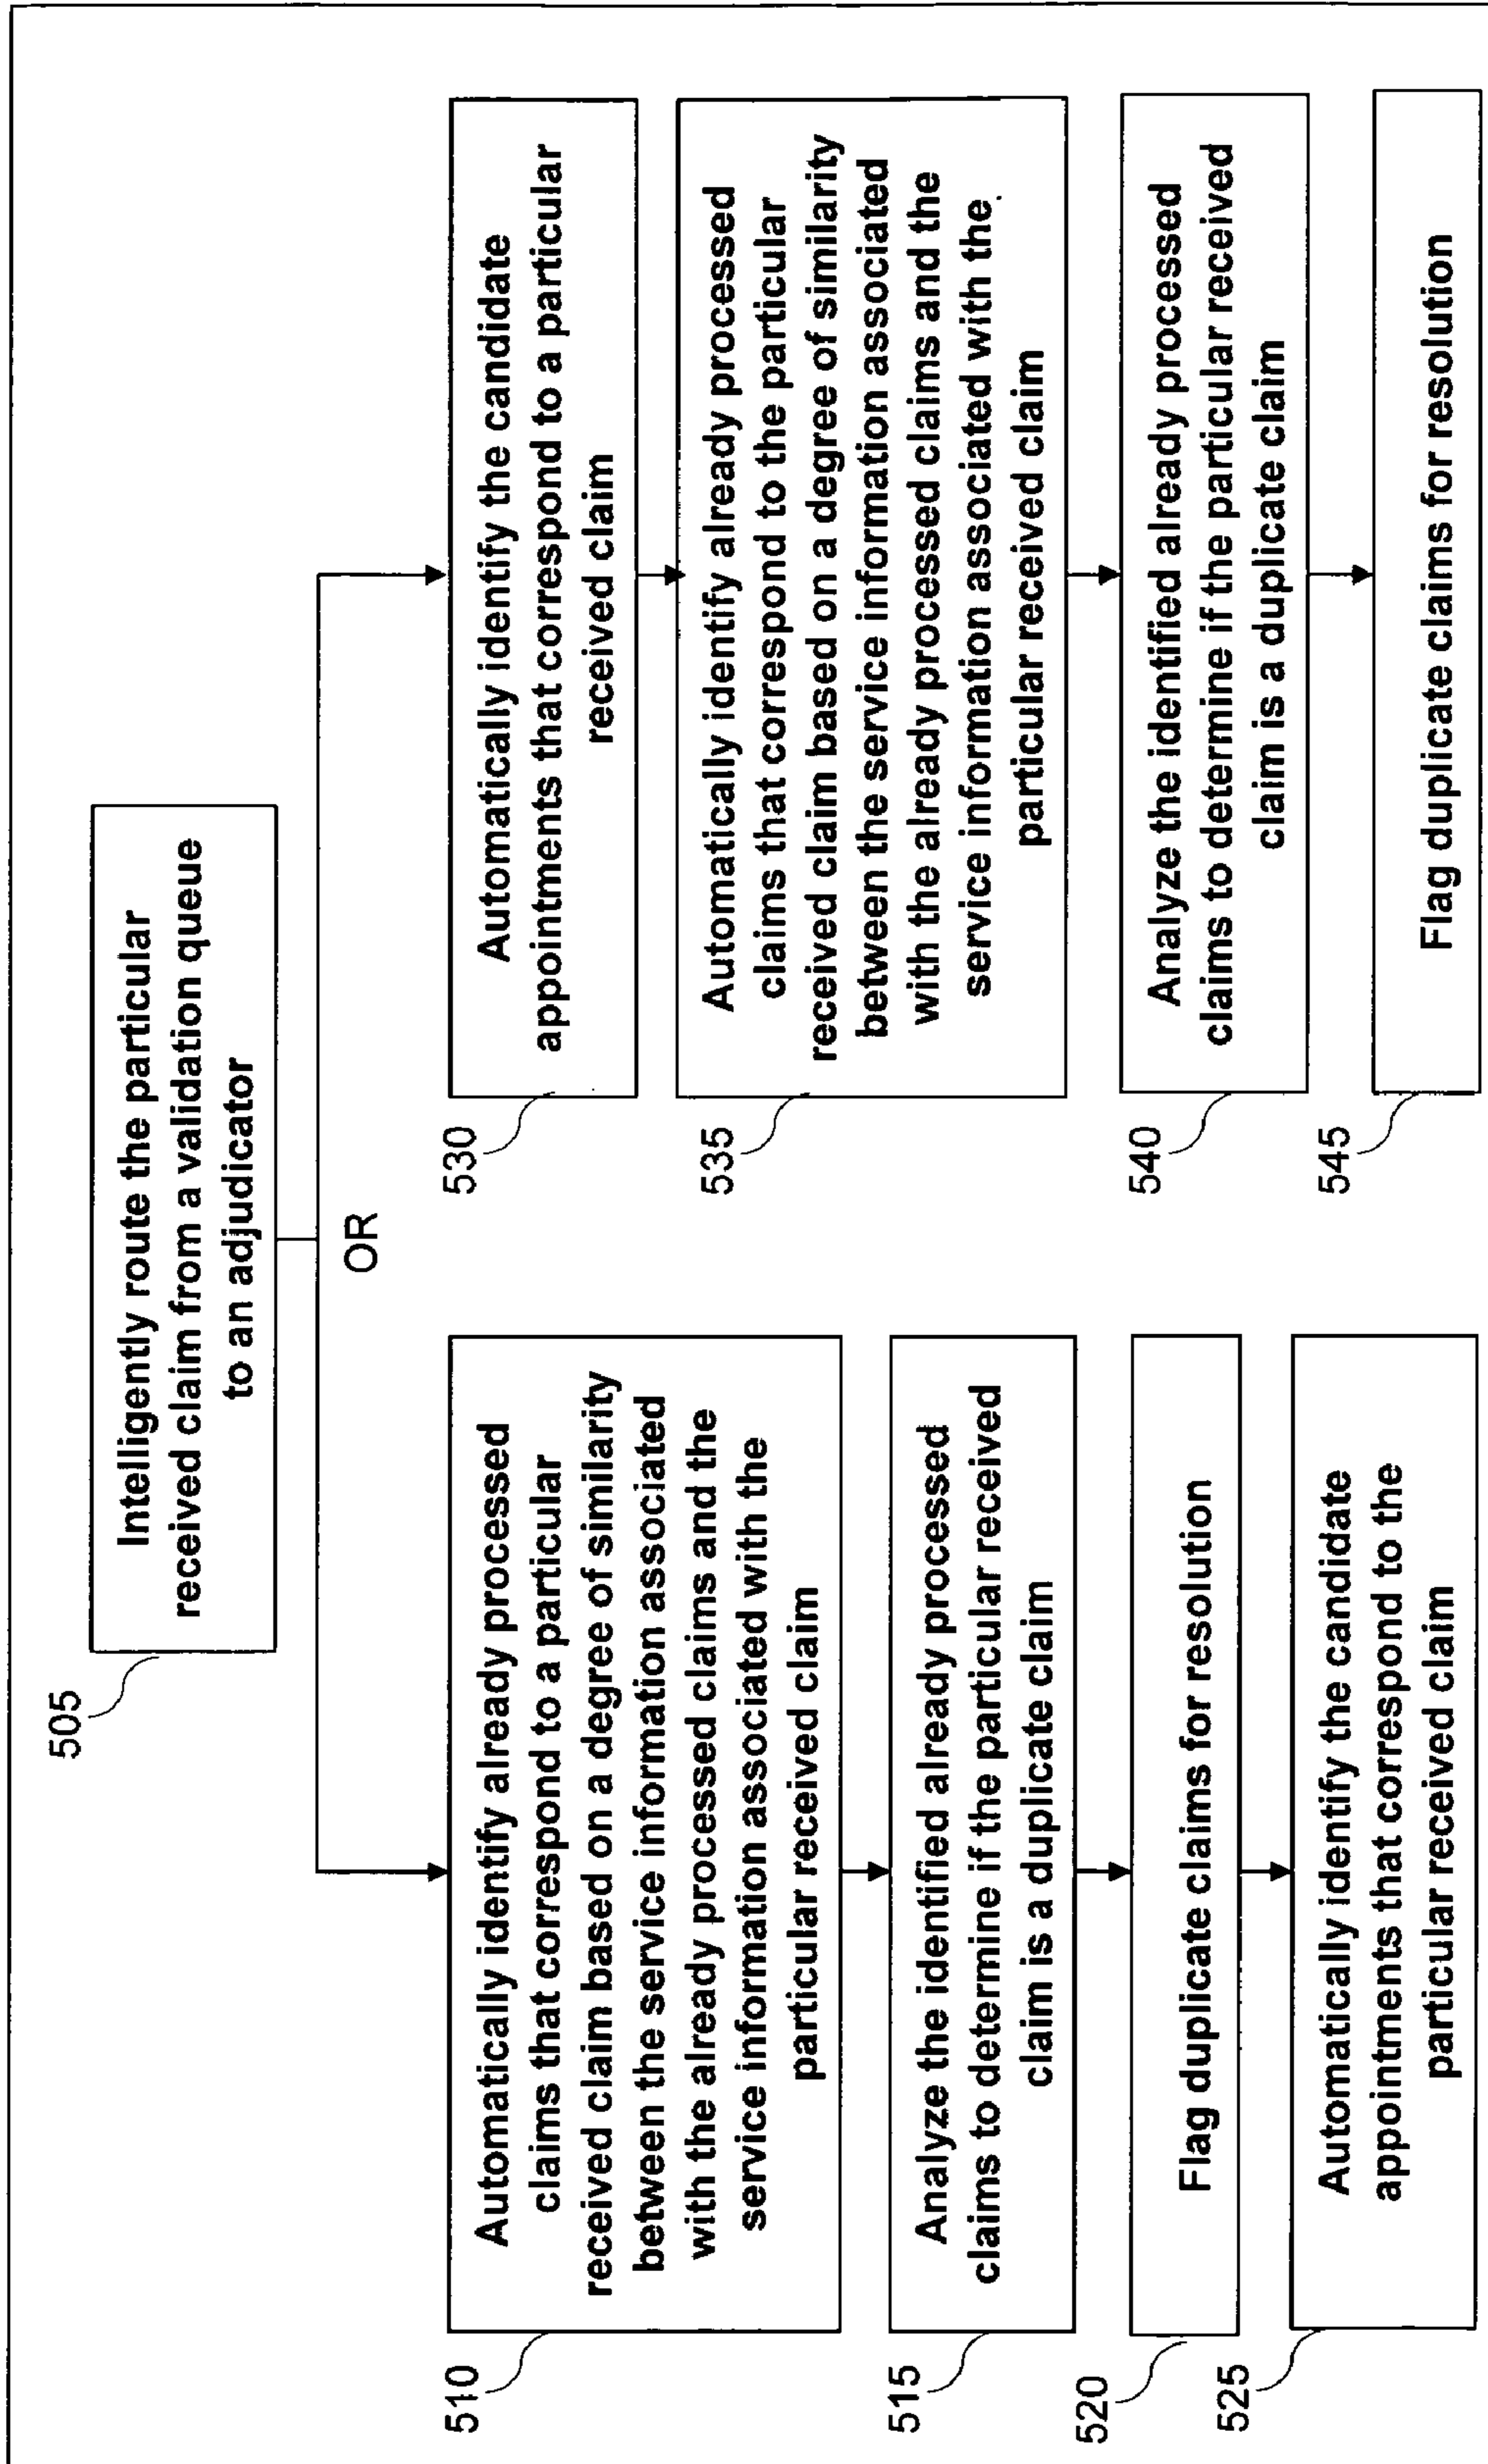 505
Intelligently route the particular
received claim from a validation queue
to an adjudicator
OR
510
Automatically identify already processed
claims that correspond to a particular
received claim based on a degree of similarity
between the service information associated
with the already processed claims and the
service information associated with the
particular received claim
515
Analyze the identified already processed
claims to determine if the particular received
claim is a duplicate claim
520
Flag duplicate claims for resolution
525
Automatically identify the candidate
appointments that correspond to the
particular received claim
530
Automatically identify the candidate
appointments that correspond to a particular
received claim
535
Automatically identify already processed
claims that correspond to the particular
received claim based on a degree of similarity
between the service information associated
with the already processed claims and the
service information associated with the
particular received claim
540
Analyze the identified already processed
claims to determine if the particular received
claim is a duplicate claim
545
Flag duplicate claims for resolution